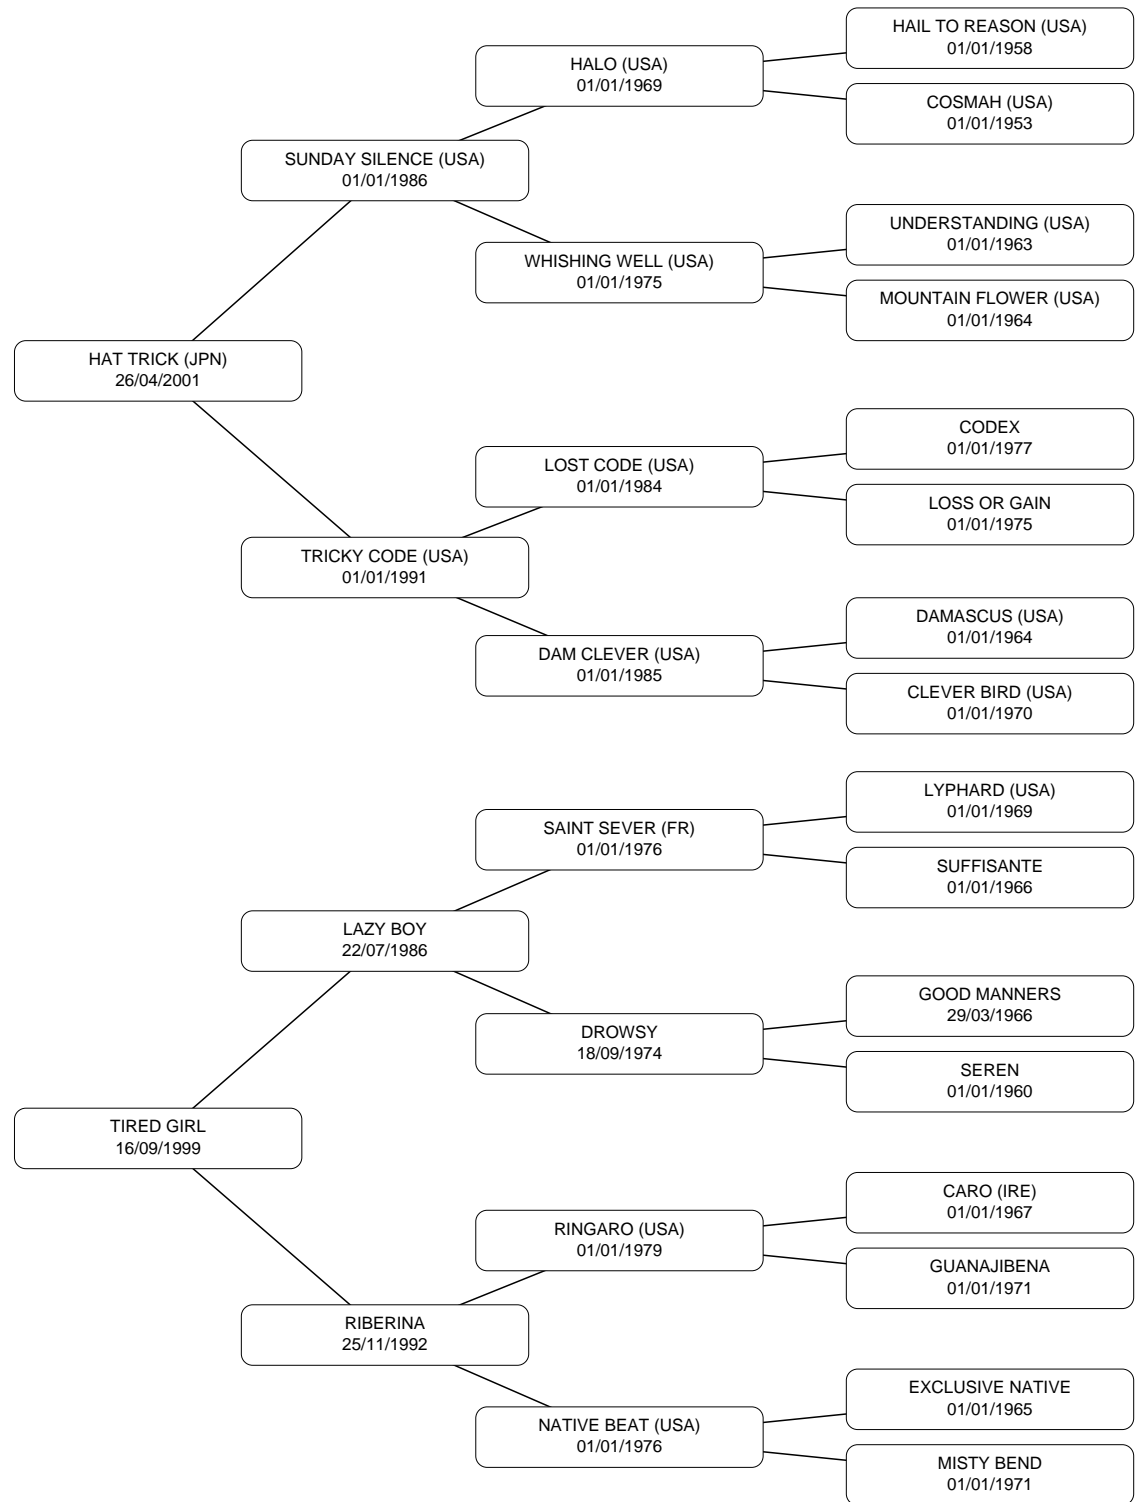 HAIL TO REASON (USA)
01/01/1958
HALO (USA)
01/01/1969
COSMAH (USA)
01/01/1953
SUNDAY SILENCE (USA)
01/01/1986
UNDERSTANDING (USA)
01/01/1963
WHISHING WELL (USA)
01/01/1975
MOUNTAIN FLOWER (USA)
01/01/1964
HAT TRICK (JPN)
26/04/2001
CODEX
01/01/1977
LOST CODE (USA)
01/01/1984
LOSS OR GAIN
01/01/1975
TRICKY CODE (USA)
01/01/1991
DAMASCUS (USA)
01/01/1964
DAM CLEVER (USA)
01/01/1985
CLEVER BIRD (USA)
01/01/1970
LYPHARD (USA)
01/01/1969
SAINT SEVER (FR)
01/01/1976
SUFFISANTE
01/01/1966
LAZY BOY
22/07/1986
GOOD MANNERS
29/03/1966
DROWSY
18/09/1974
SEREN
01/01/1960
TIRED GIRL
16/09/1999
CARO (IRE)
01/01/1967
RINGARO (USA)
01/01/1979
GUANAJIBENA
01/01/1971
RIBERINA
25/11/1992
EXCLUSIVE NATIVE
01/01/1965
NATIVE BEAT (USA)
01/01/1976
MISTY BEND
01/01/1971